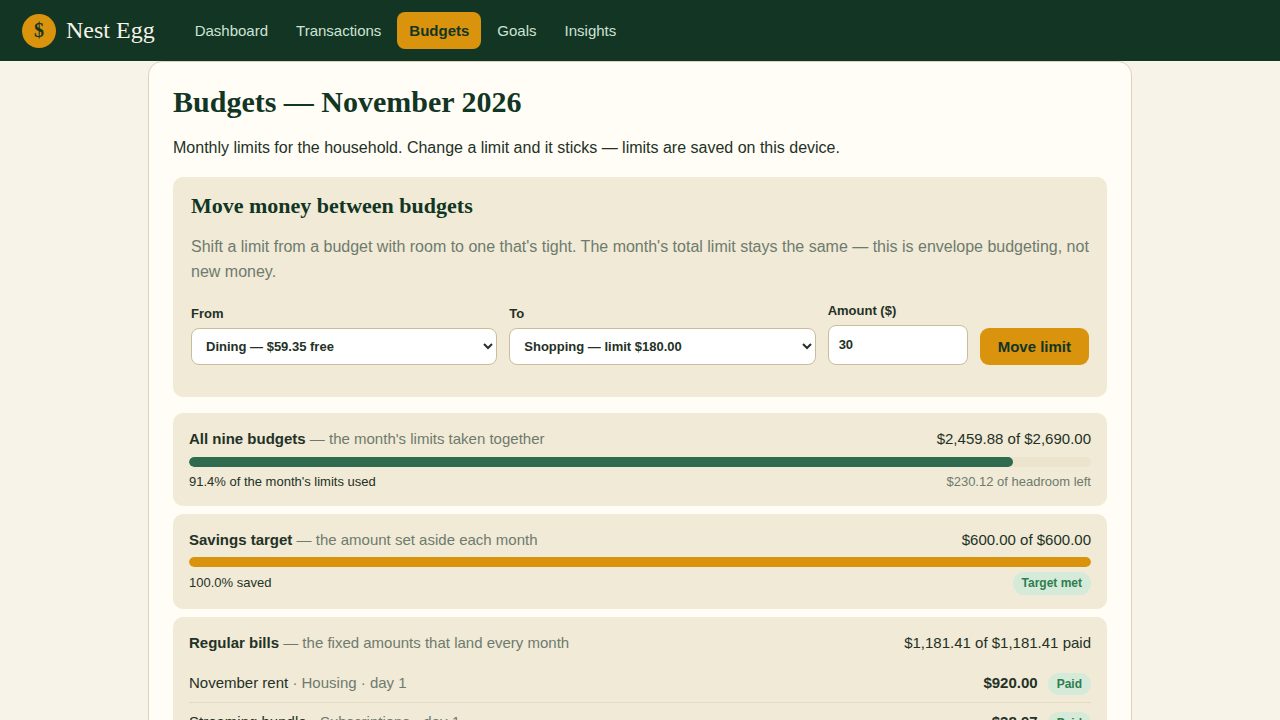 $ Nest Egg Dashboard Transactions Budgets Goals Insights
Budgets — November 2026
Monthly limits for the household. Change a limit and it sticks — limits are saved on this device.
Move money between budgets
Shift a limit from a budget with room to one that's tight. The month's total limit stays the same — this is envelope budgeting, not
new money.
From To Amount ($)
Dining — $59.35 free Shopping — limit $180.00 30 Move limit
All nine budgets — the month's limits taken together $2,459.88 of $2,690.00
91.4% of the month's limits used $230.12 of headroom left
Savings target — the amount set aside each month $600.00 of $600.00
100.0% saved Target met
Regular bills — the fixed amounts that land every month $1,181.41 of $1,181.41 paid
November rent · Housing · day 1 $920.00 Paid
Streaming bundle · Subscriptions · day 1